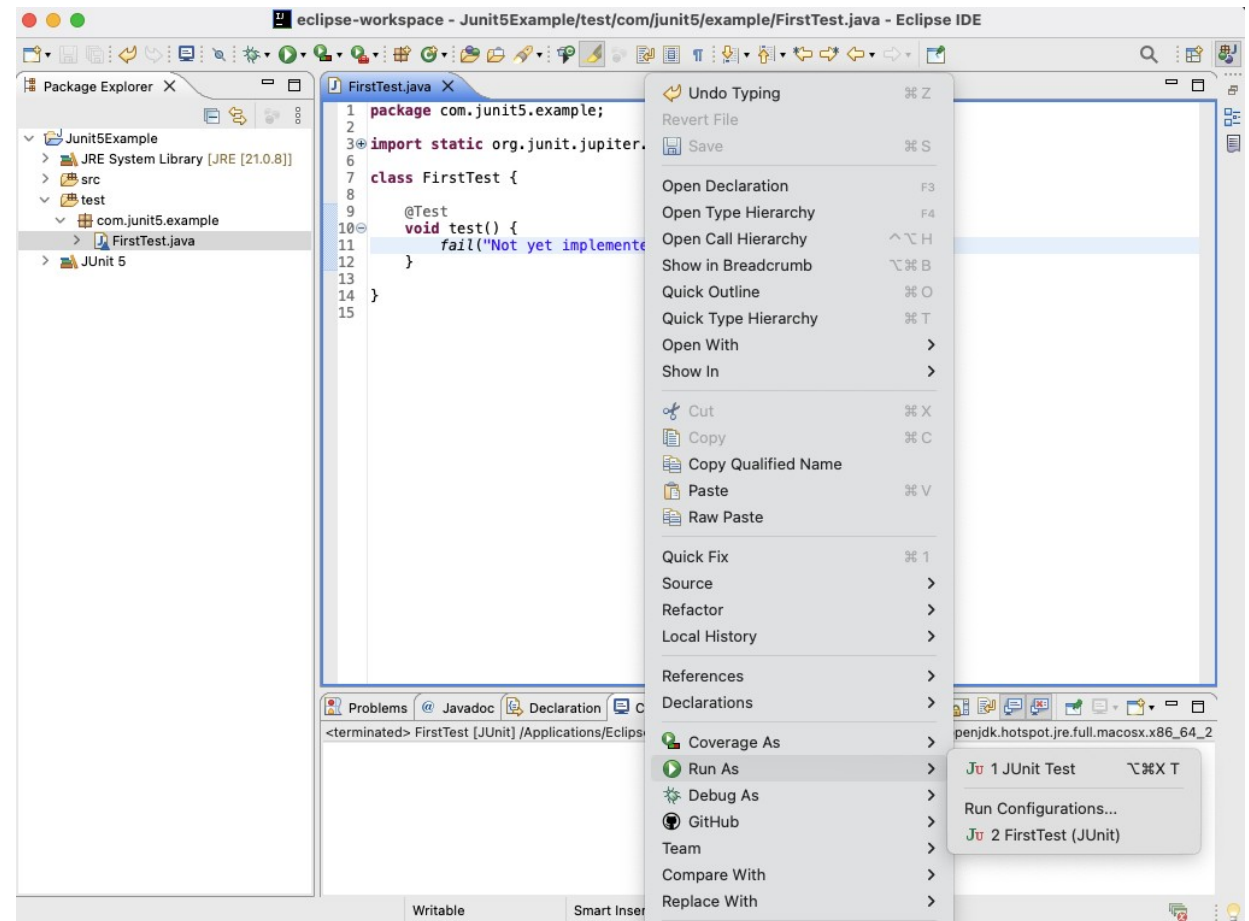 eclipse-workspace - Junit5Example/test/com/junit5/example/FirstTest.java - Eclipse IDE
Package Explorer
Junit5Example
JRE System Library [JRE [21.0.8]]
src
test
com.junit5.example
FirstTest.java
JUnit 5
FirstTest.java
1 package com.junit5.example;
2
3 import static org.junit.jupiter.
6
7 class FirstTest {
8
9 @Test
10 void test() {
11 fail("Not yet implemente
12 }
13
14 }
15
Undo Typing ⌘ Z
Revert File
Save ⌘ S
Open Declaration F3
Open Type Hierarchy F4
Open Call Hierarchy ^⌥ H
Show in Breadcrumb ⌥⌘ B
Quick Outline ⌘ O
Quick Type Hierarchy ⌘ T
Open With
Show In
Cut ⌘ X
Copy ⌘ C
Copy Qualified Name
Paste ⌘ V
Raw Paste
Quick Fix ⌘ 1
Source
Refactor
Local History
References
Declarations
Coverage As
Run As
Debug As
GitHub
Team
Compare With
Replace With
Ju 1 JUnit Test ⌥⌘X T
Run Configurations...
Ju 2 FirstTest (JUnit)
Problems @ Javadoc Declaration C
<terminated> FirstTest [JUnit] /Applications/Eclips
penjdk.hotspot.jre.full.macosx.x86_64_2
Writable Smart Inser